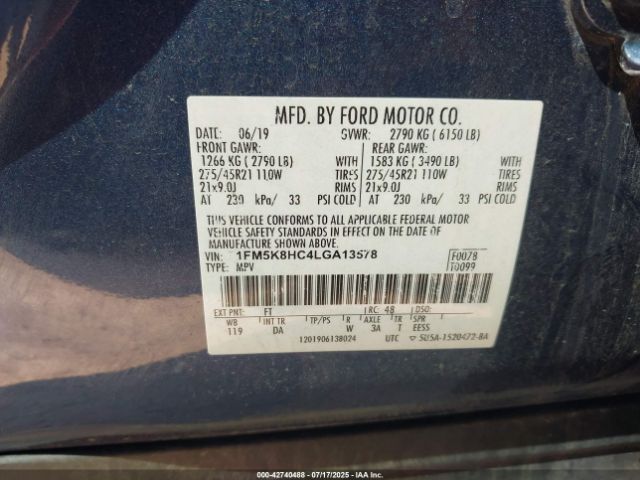 MFD. BY FORD MOTOR CO.
DATE: 06/19 GVWR: 2790 KG ( 6150 LB)
FRONT GAWR: REAR GAWR:
1266 KG ( 2790 LB) WITH 1583 KG ( 3490 LB) WITH
275/45R21 110W TIRES 275/45R21 110W TIRES
21x9.0J RIMS 21x9.0J RIMS
AT 230 kPa/ 33 PSI COLD AT 230 kPa/ 33 PSI COLD
THIS VEHICLE CONFORMS TO ALL APPLICABLE FEDERAL MOTOR
VEHICLE SAFETY STANDARDS IN EFFECT ON THE DATE OF
MANUFACTURE SHOWN ABOVE.
VIN: 1FM5K8HC4LGA13578 F0078
TYPE: MPV T0099
EXT PNT: FT RC: 48 DSO:
WB INT TR TP/PS R AXLE TR SPR
119 DA W 3A T EESS
1201906138024 UTC ▽ 5U5A-1520472-BA
000-42740488 07/17/2025 IAAI.COM